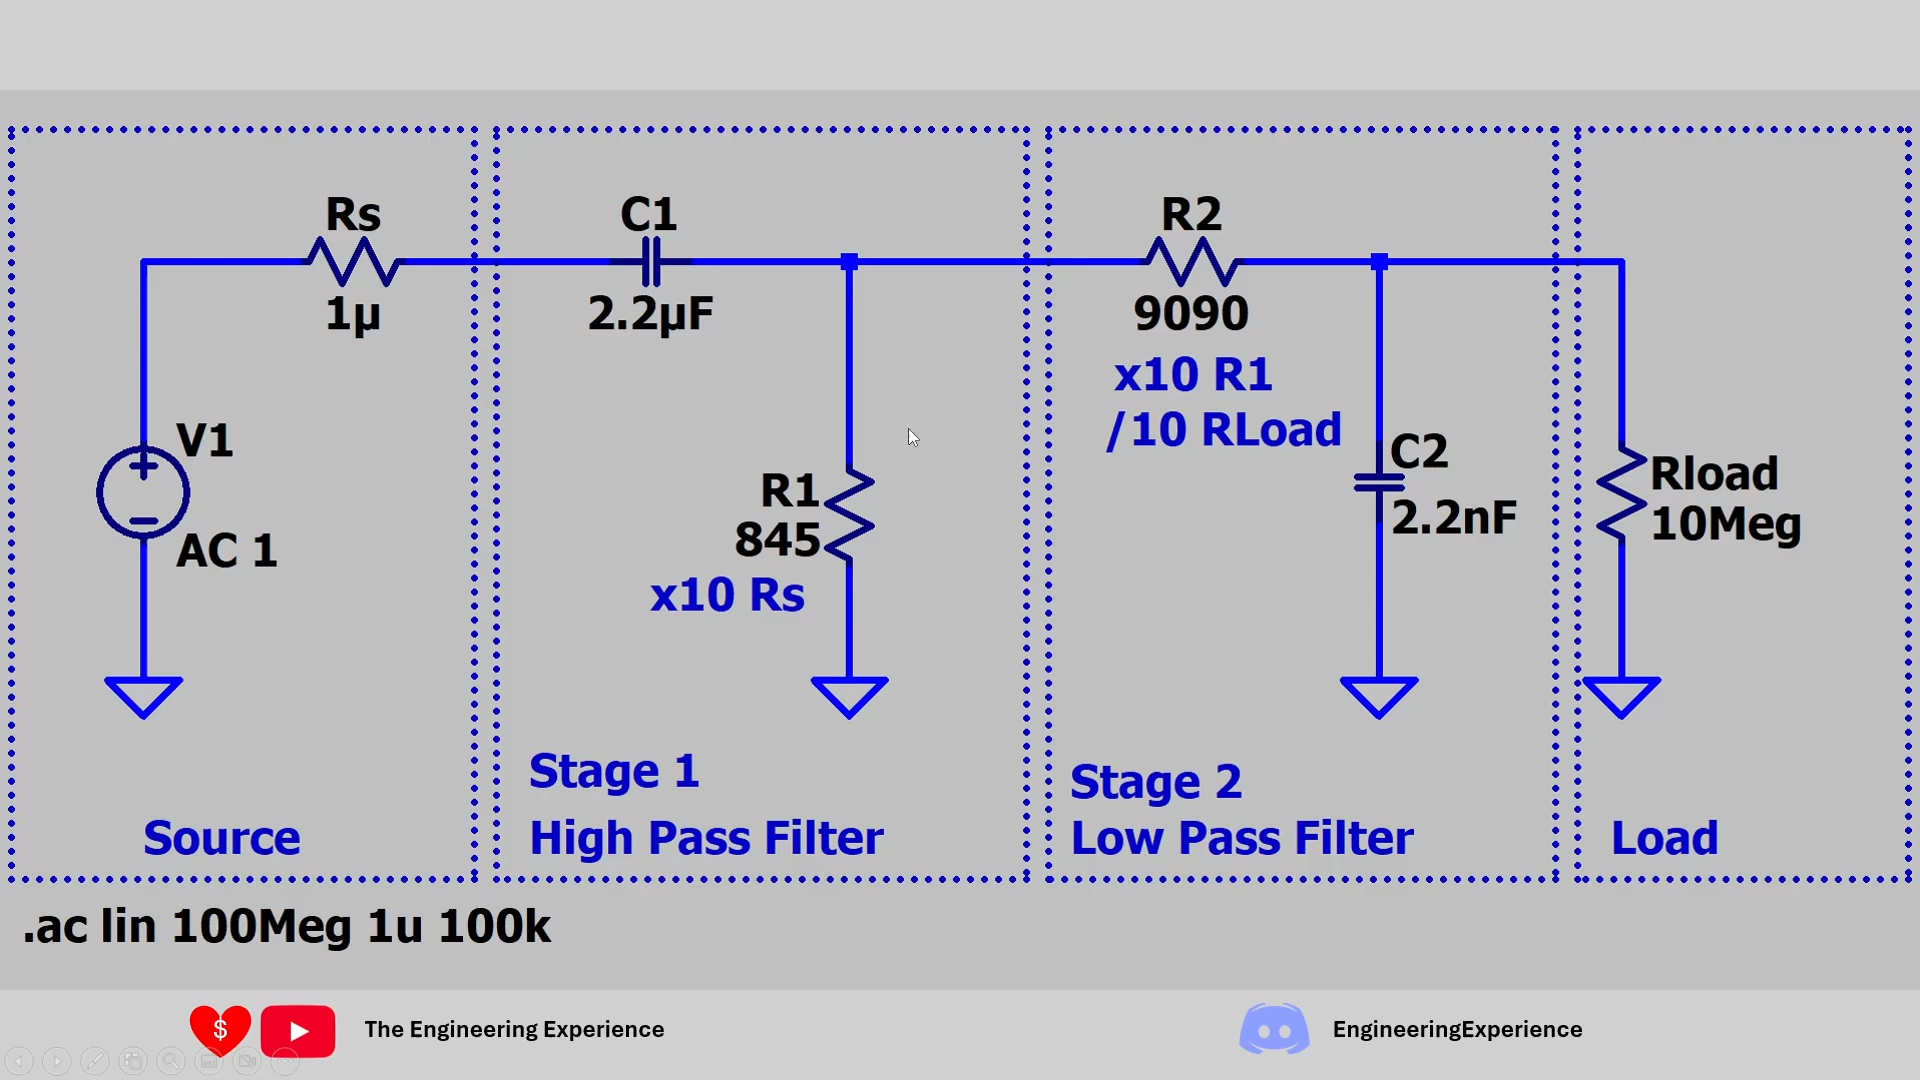 Rs
1µ
V1
AC 1
Source
C1
2.2µF
R1
845
x10 Rs
Stage 1
High Pass Filter
R2
9090
x10 R1
/10 RLoad
C2
2.2nF
Stage 2
Low Pass Filter
Rload
10Meg
Load
.ac lin 100Meg 1u 100k
$
The Engineering Experience
EngineeringExperience